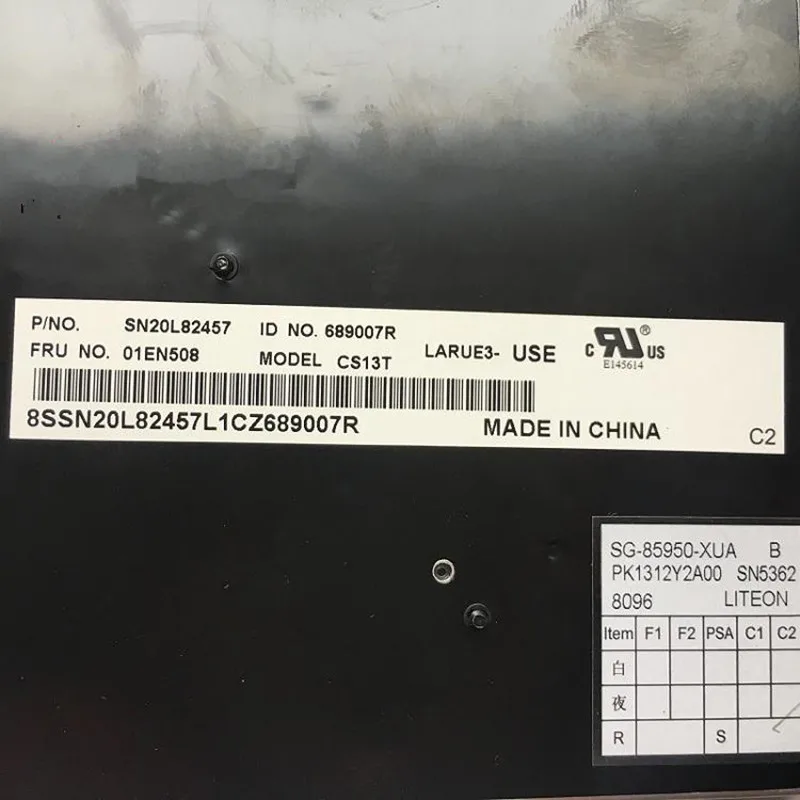 P/NO. SN20L82457 ID NO. 689007R
FRU NO. 01EN508 MODEL CS13T LARUE3- USE
C RU ® US
E145614
8SSN20L82457L1CZ689007R MADE IN CHINA C2
SG-85950-XUA B
PK1312Y2A00 SN5362
8096 LITEON
Item F1 F2 PSA C1 C2
白
夜
R S